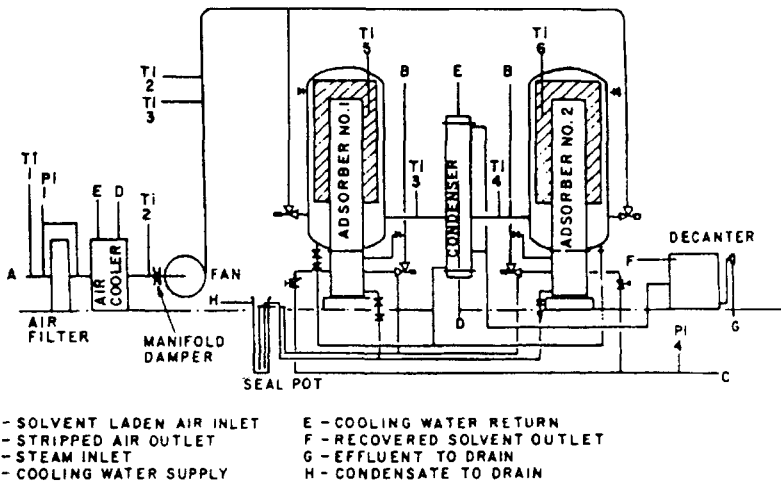 TI
5
B
E
B
TI
6
TI
2
TI
3
TI
1
PI
1
E
D
TI
2
A
AIR
FILTER
AIR
COOLER
MANIFOLD
DAMPER
FAN
H
SEAL POT
ADSORBER NO. 1
TI
3
CONDENSER
TI
4
ADSORBER NO. 2
D
DECANTER
F
G
PI
4
C
- SOLVENT LADEN AIR INLET
- STRIPPED AIR OUTLET
- STEAM INLET
- COOLING WATER SUPPLY
E - COOLING WATER RETURN
F - RECOVERED SOLVENT OUTLET
G - EFFLUENT TO DRAIN
H - CONDENSATE TO DRAIN